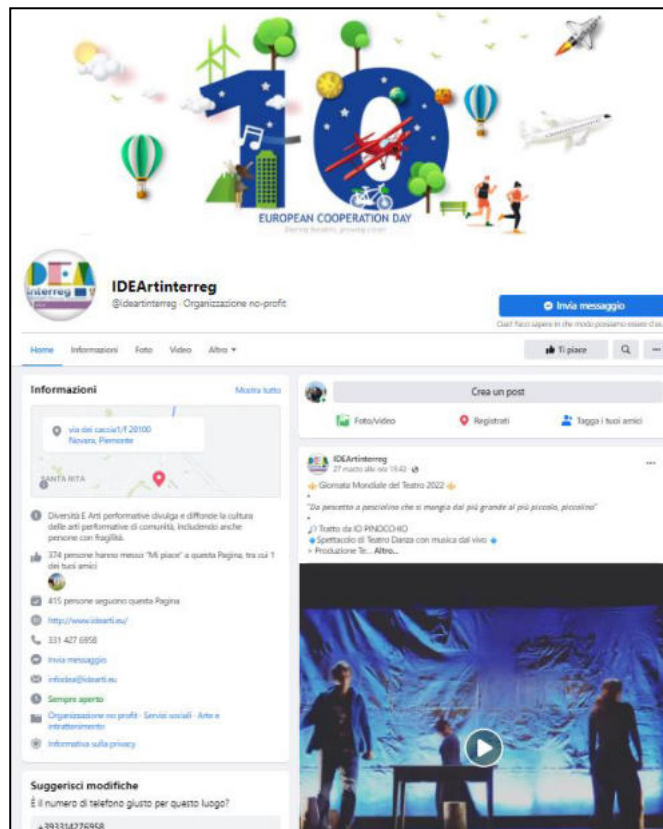 10
EUROPEAN COOPERATION DAY
IDEA
interreg
IDEArtinterreg
@ideartinterreg · Organizzazione no-profit
Invia messaggio
Home Informazioni Foto Video Altro
Ti piace
Informazioni
Mostra tutto
via dei caccia1/f 20100
Novara, Piemonte
SANTA RITA
Diversità E Arti performative divulga e diffonde la cultura
delle arti performative di comunità, includendo anche
persone con fragilità.
374 persone hanno messo "Mi piace" a questa Pagina, tra cui 1
dei tuoi amici
415 persone seguono questa Pagina
http://www.idearti.eu/
331 427 6958
Invia messaggio
infoidea@idearti.eu
Sempre aperto
Organizzazione no profit · Servizi sociali · Arte e
intrattenimento
Informativa sulla privacy
Suggerisci modifiche
È il numero di telefono giusto per questo luogo?
+393314276958
Crea un post
Foto/video
Registrati
Tagga i tuoi amici
IDEArtinterreg
27 marzo alle ore
Giornata Mondiale del Teatro 2022
"Da pescetto a pesciolino che si mangia dal più grande al più piccolo, piccolino"
Tratto da IO PINOCCHIO
Spettacolo di Teatro Danza con musica dal vivo
> Produzione Te... Altro...